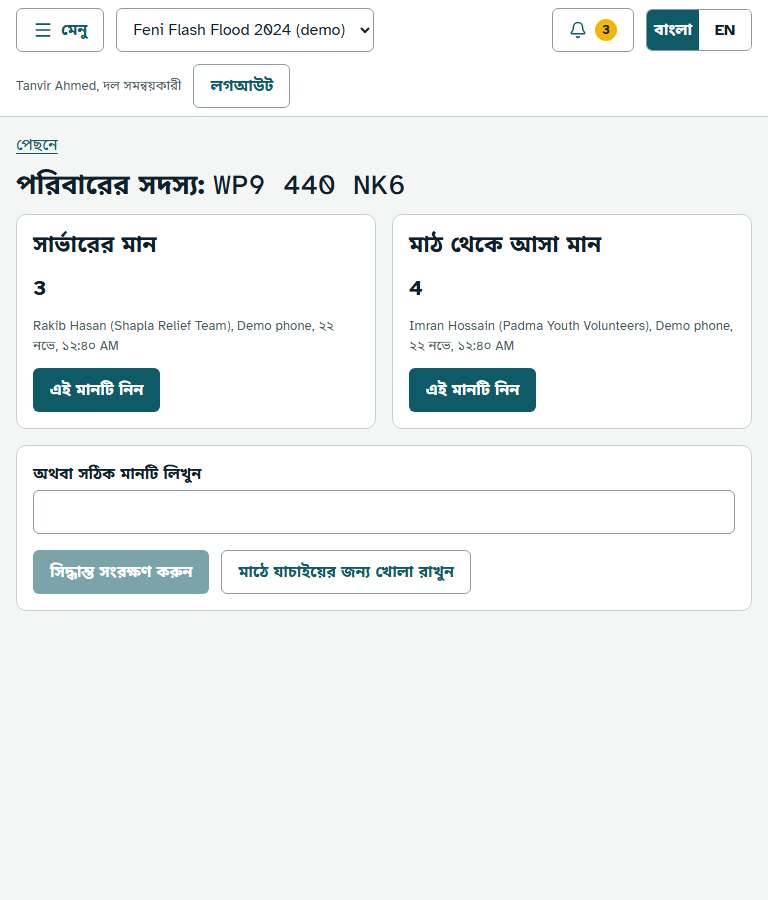 মেনু
Feni Flash Flood 2024 (demo)
3
বাংলা
EN
Tanvir Ahmed, দল সমন্বয়কারী
লগআউট
পেছনে
পরিবারের সদস্য: WP9 440 NK6
সার্ভারের মান
3
Rakib Hasan (Shapla Relief Team), Demo phone, ২২
নভে, ১২:৪০ AM
এই মানটি নিন
মাঠ থেকে আসা মান
4
Imran Hossain (Padma Youth Volunteers), Demo phone,
২২ নভে, ১২:৪০ AM
এই মানটি নিন
অথবা সঠিক মানটি লিখুন
সিদ্ধান্ত সংরক্ষণ করুন
মাঠে যাচাইয়ের জন্য খোলা রাখুন